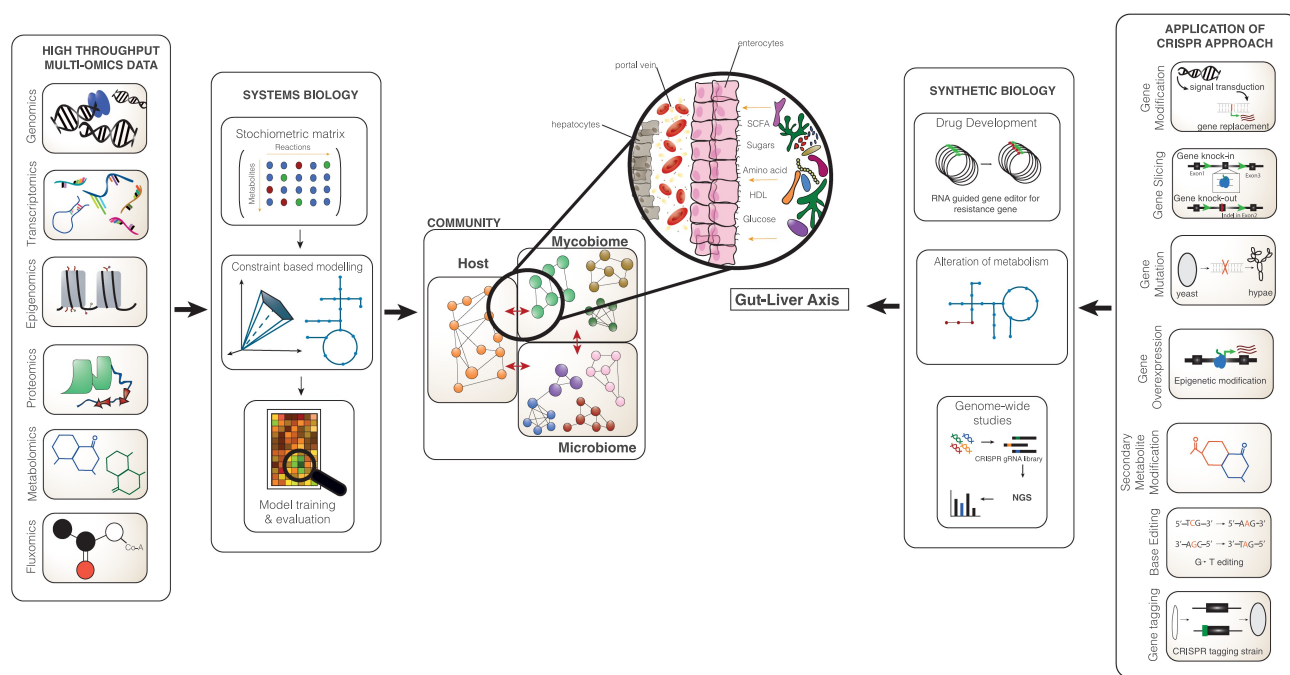 HIGH THROUGHPUT
MULTI-OMICS DATA
Genomics
Transcriptomics
Epigenomics
Proteomics
Metabolomics
O
Fluxomics
Co-A
SYSTEMS BIOLOGY
Stochiometric matrix
Reactions
Metabolites
Constraint based modelling
Model training
& evaluation
COMMUNITY
Host
Mycobiome
Microbiome
portal vein
enterocytes
hepatocytes
SCFA
Sugars
Amino acid
HDL
Glucose
Gut-Liver Axis
SYNTHETIC BIOLOGY
Drug Development
RNA guided gene editor for
resistance gene
Alteration of metabolism
Genome-wide
studies
CRISPR gRNA library
NGS
APPLICATION OF
CRISPR APPROACH
Gene
Modification
signal transduction
gene replacement
Gene Slicing
Gene knock-in
Exon1
Exon3
Gene knock-out
Indel in Exon2
Gene
Mutation
yeast
hypae
Gene
Overexpression
Epigenetic modification
Secondary
Metabolite
Modification
O
O
Base Editing
5'-TCG-3' → 5'-AAG-3'
3'-AGC-5' → 3'-TAG-5'
G・T editing
Gene tagging
CRISPR tagging strain